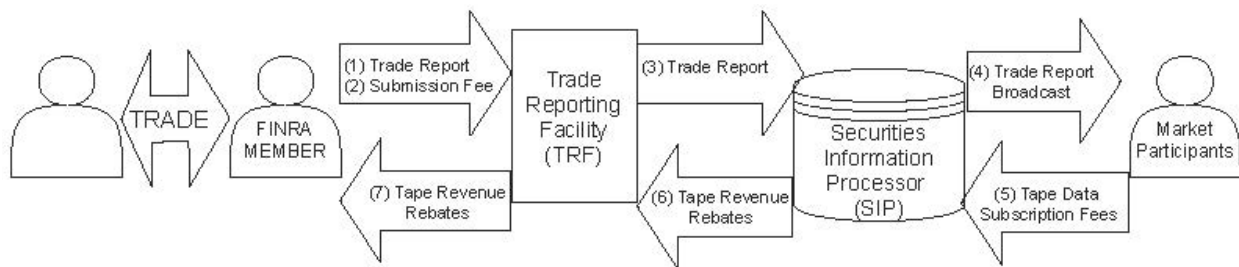 TRADE
FINRA
MEMBER
(1) Trade Report
(2) Submission Fee
Trade
Reporting
Facility
(TRF)
(3) Trade Report
Securities
Information
Processor
(SIP)
(4) Trade Report
Broadcast
Market
Participants
(5) Tape Data
Subscription Fees
(6) Tape Revenue
Rebates
(7) Tape Revenue
Rebates